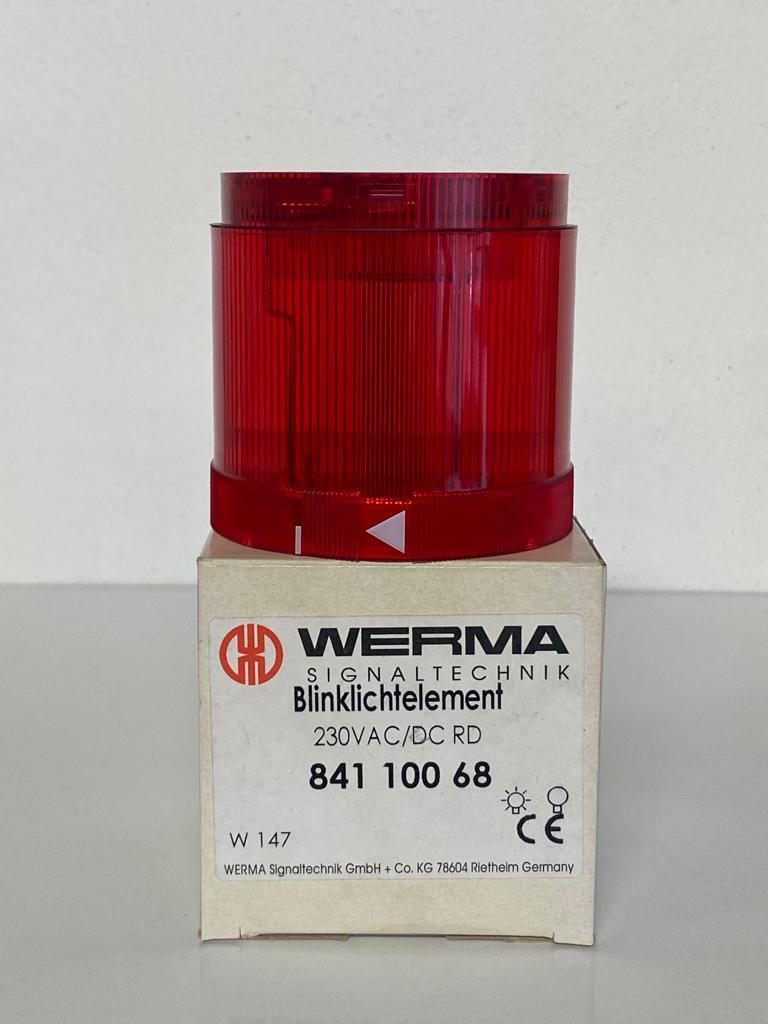 WERMA
SIGNALTECHNIK
Blinklichtelement
230VAC/DC RD
841 100 68
CE
W 147
WERMA Signaltechnik GmbH + Co. KG 78604 Rietheim Germany